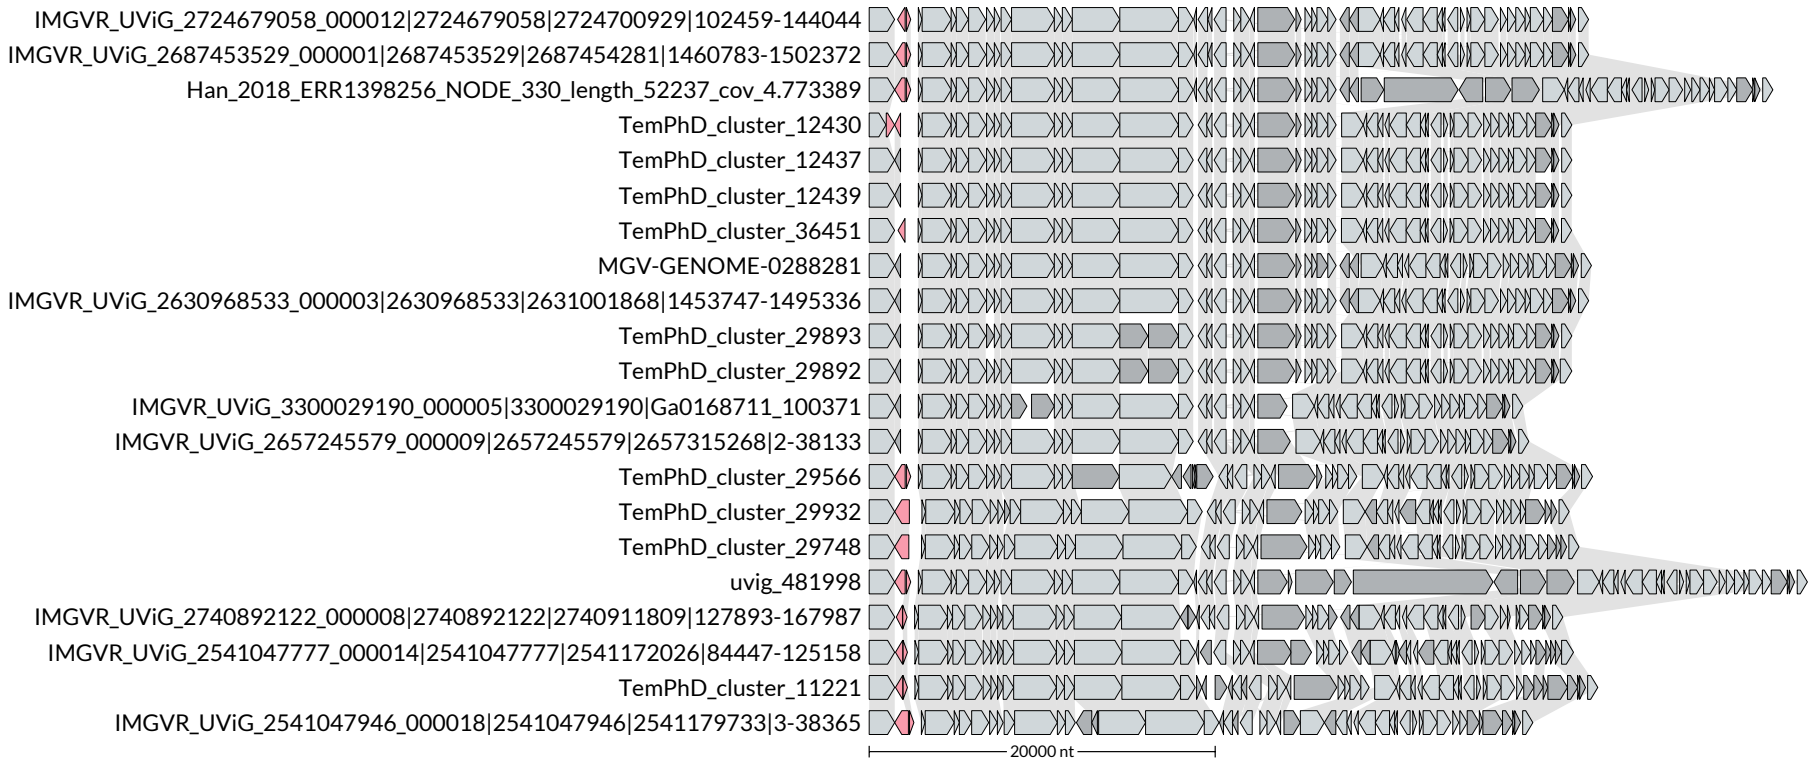 IMGVR_UViG_2724679058_000012|2724679058|2724700929|102459-144044
IMGVR_UViG_2687453529_000001|2687453529|2687454281|1460783-1502372
Han_2018_ERR1398256_NODE_330_length_52237_cov_4.773389
TemPhD_cluster_12430
TemPhD_cluster_12437
TemPhD_cluster_12439
TemPhD_cluster_36451
MGV-GENOME-0288281
IMGVR_UViG_2630968533_000003|2630968533|2631001868|1453747-1495336
TemPhD_cluster_29893
TemPhD_cluster_29892
IMGVR_UViG_3300029190_000005|3300029190|Ga0168711_100371
IMGVR_UViG_2657245579_000009|2657245579|2657315268|2-38133
TemPhD_cluster_29566
TemPhD_cluster_29932
TemPhD_cluster_29748
uvig_481998
IMGVR_UViG_2740892122_000008|2740892122|2740911809|127893-167987
IMGVR_UViG_2541047777_000014|2541047777|2541172026|84447-125158
TemPhD_cluster_11221
IMGVR_UViG_2541047946_000018|2541047946|2541179733|3-38365
20000 nt